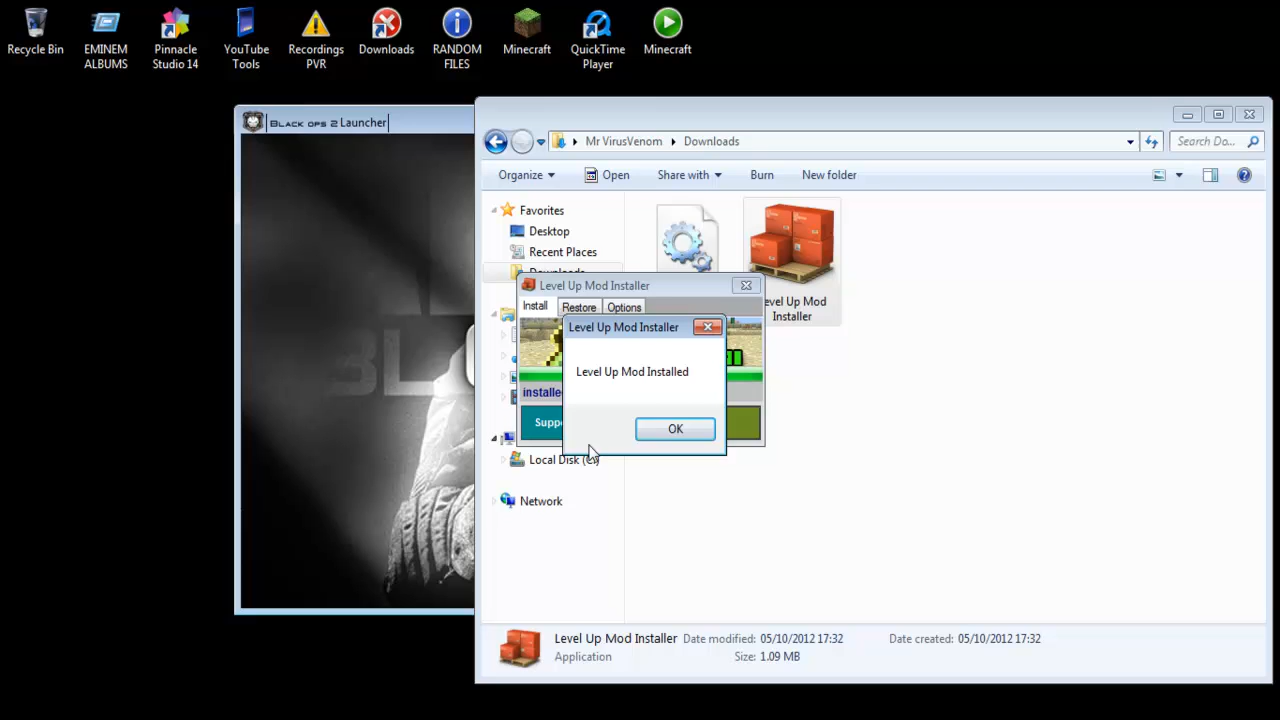 Recycle Bin
EMINEM
ALBUMS
Pinnacle
Studio 14
YouTube
Tools
Recordings
PVR
Downloads
RANDOM
FILES
Minecraft
QuickTime
Player
Minecraft
Black ops 2 Launcher
Mr VirusVenom
Downloads
Search Do...
Organize
Open
Share with
Burn
New folder
Favorites
Desktop
Recent Places
Downloads
Level Up Mod
Installer
Level Up Mod Installer
Install
Restore
Options
Level Up Mod Installer
Level Up Mod Installed
OK
Local Disk (C:)
Network
Level Up Mod Installer
Date modified: 05/10/2012 17:32
Date created: 05/10/2012 17:32
Application
Size: 1.09 MB